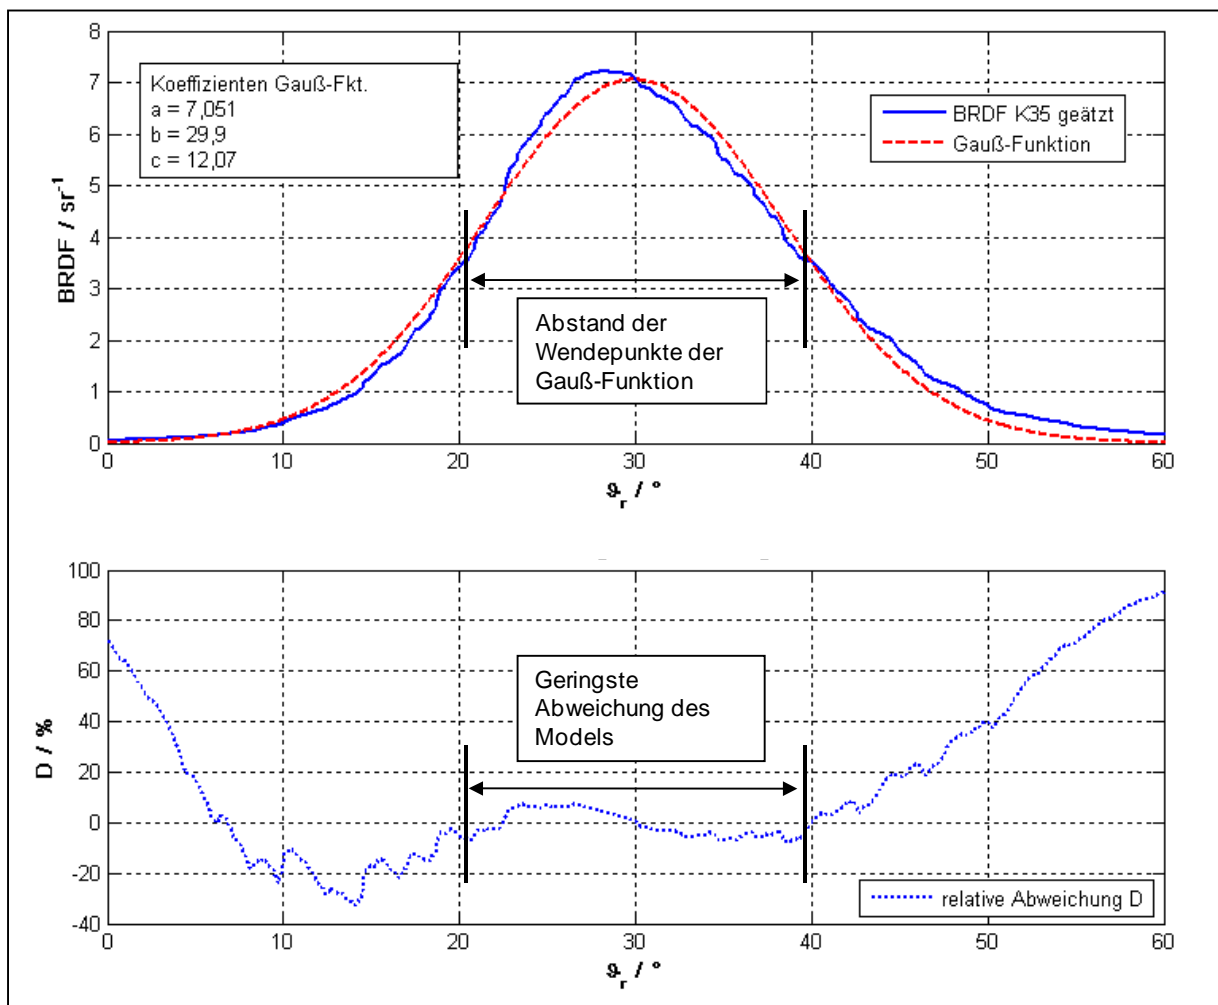 8
7
6
5
4
3
2
1
0
BRDF / sr⁻¹
Koeffizienten Gauß-Fkt.
a = 7,051
b = 29,9
c = 12,07
BRDF K35 geätzt
Gauß-Funktion
Abstand der
Wendepunkte der
Gauß-Funktion
0 10 20 30 40 50 60
ϑr / °
100
80
60
40
20
0
-20
-40
D / %
Geringste
Abweichung des
Models
relative Abweichung D
0 10 20 30 40 50 60
ϑr / °